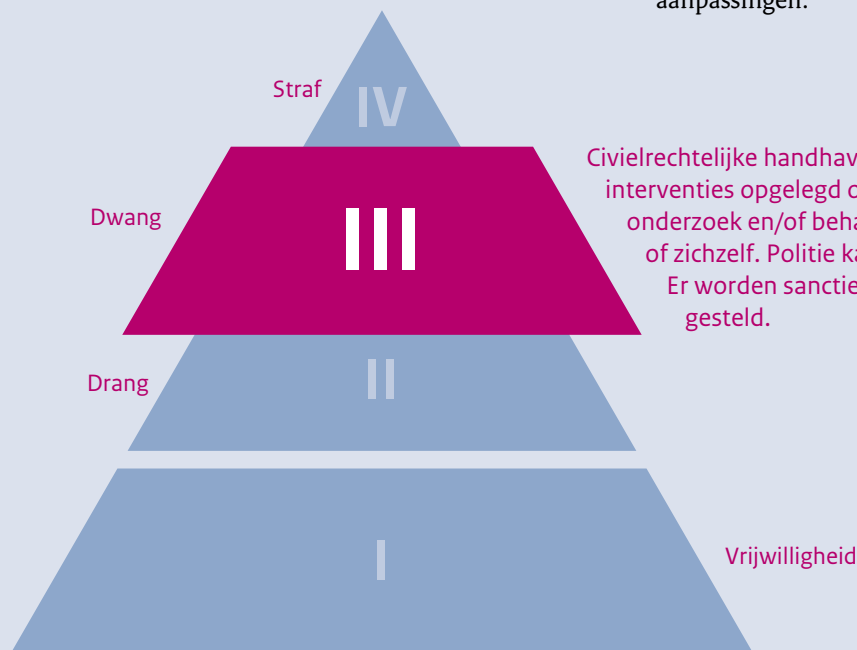 aanpassingen.
Straf
IV
Civielrechtelijke handhav
interventies opgelegd o
onderzoek en/of beha
of zichzelf. Politie ka
Er worden sanctie
gesteld.
Dwang
III
Drang
II
I
Vrijwilligheid